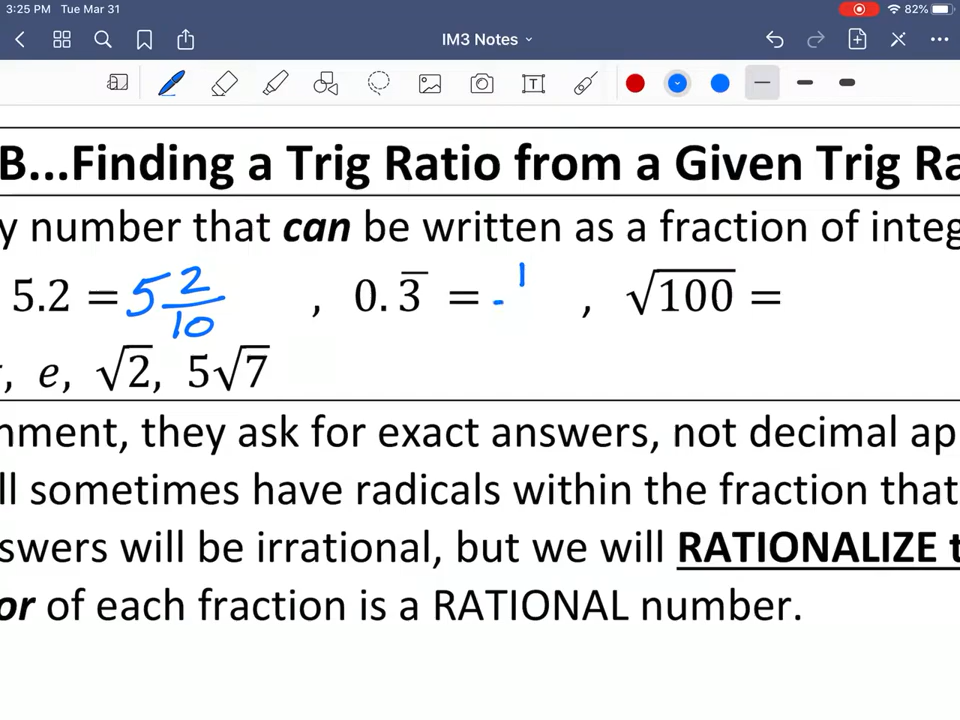 3:25 PM Tue Mar 31
82%
IM3 Notes
B...Finding a Trig Ratio from a Given Trig Ra
y number that can be written as a fraction of integ
5.2 = 5 2/10 , 0.3̅ = - 1 , √100 =
, e, √2, 5√7
nment, they ask for exact answers, not decimal ap
ll sometimes have radicals within the fraction that
swers will be irrational, but we will RATIONALIZE t
or of each fraction is a RATIONAL number.